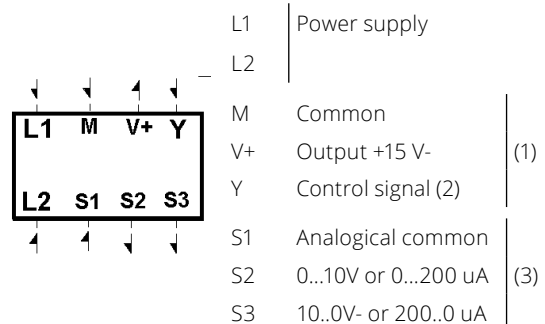 L1 Power supply
L2
M Common
V+ Output +15 V- (1)
Y Control signal (2)
S1 Analogical common
S2 0...10V or 0...200 uA (3)
S3 10..0V- or 200..0 uA
L1 M V+ Y
L2 S1 S2 S3